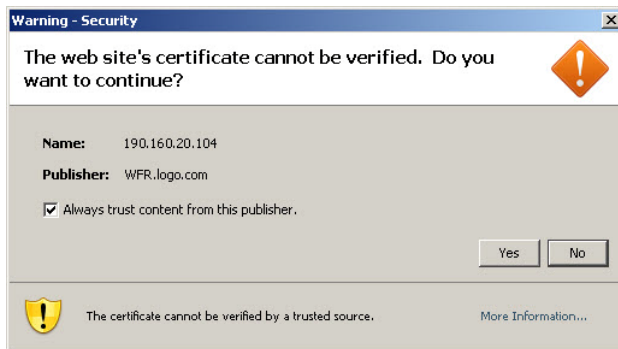 Warning - Security
The web site's certificate cannot be verified. Do you
want to continue?
Name: 190.160.20.104
Publisher: WFR.logo.com
Always trust content from this publisher.
Yes No
The certificate cannot be verified by a trusted source. More Information...